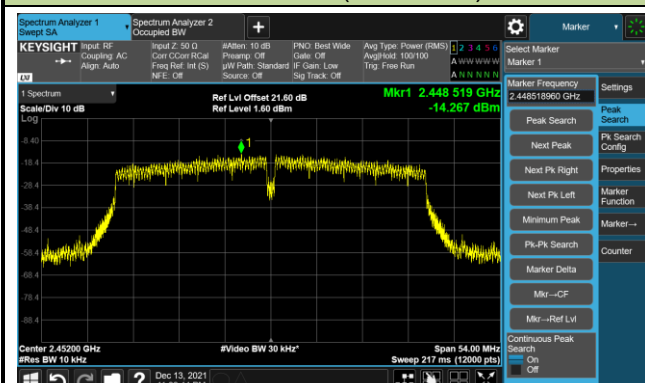 Spectrum Analyzer 1
Swept SA
Spectrum Analyzer 2
Occupied BW
+
Marker
KEYSIGHT
Input: RF
Coupling: AC
Align: Auto
Input Z: 50 Ω
Corr CCorr RCal
Freq Ref: Int (S)
NFE: Off
#Atten: 10 dB
Preamp: Off
µW Path: Standard
Source: Off
PNO: Best Wide
Gate: Off
IF Gain: Low
Sig Track: Off
Avg Type: Power (RMS)
Avg|Hold: 100/100
Trig: Free Run
1 2 3 4 5 6
A W W W W W
A N N N N N
Select Marker
Marker 1
1 Spectrum
Scale/Div 10 dB
Log
Ref Lvl Offset 21.60 dB
Ref Level 1.60 dBm
Mkr1 2.448 519 GHz
-14.267 dBm
Marker Frequency
2.448518960 GHz
Settings
Peak Search
Peak
Search
Next Peak
Pk Search
Config
Next Pk Right
Properties
Next Pk Left
Marker
Function
Minimum Peak
Marker→
Pk-Pk Search
Counter
Marker Delta
Mkr→CF
Mkr→Ref Lvl
Continuous Peak
Search
On
Off
1
-8.40
-18.4
-28.4
-38.4
-48.4
-58.4
-68.4
-78.4
-88.4
Center 2.45200 GHz
#Res BW 10 kHz
#Video BW 30 kHz*
Span 54.00 MHz
Sweep 217 ms (12000 pts)
?
Dec 13, 2021